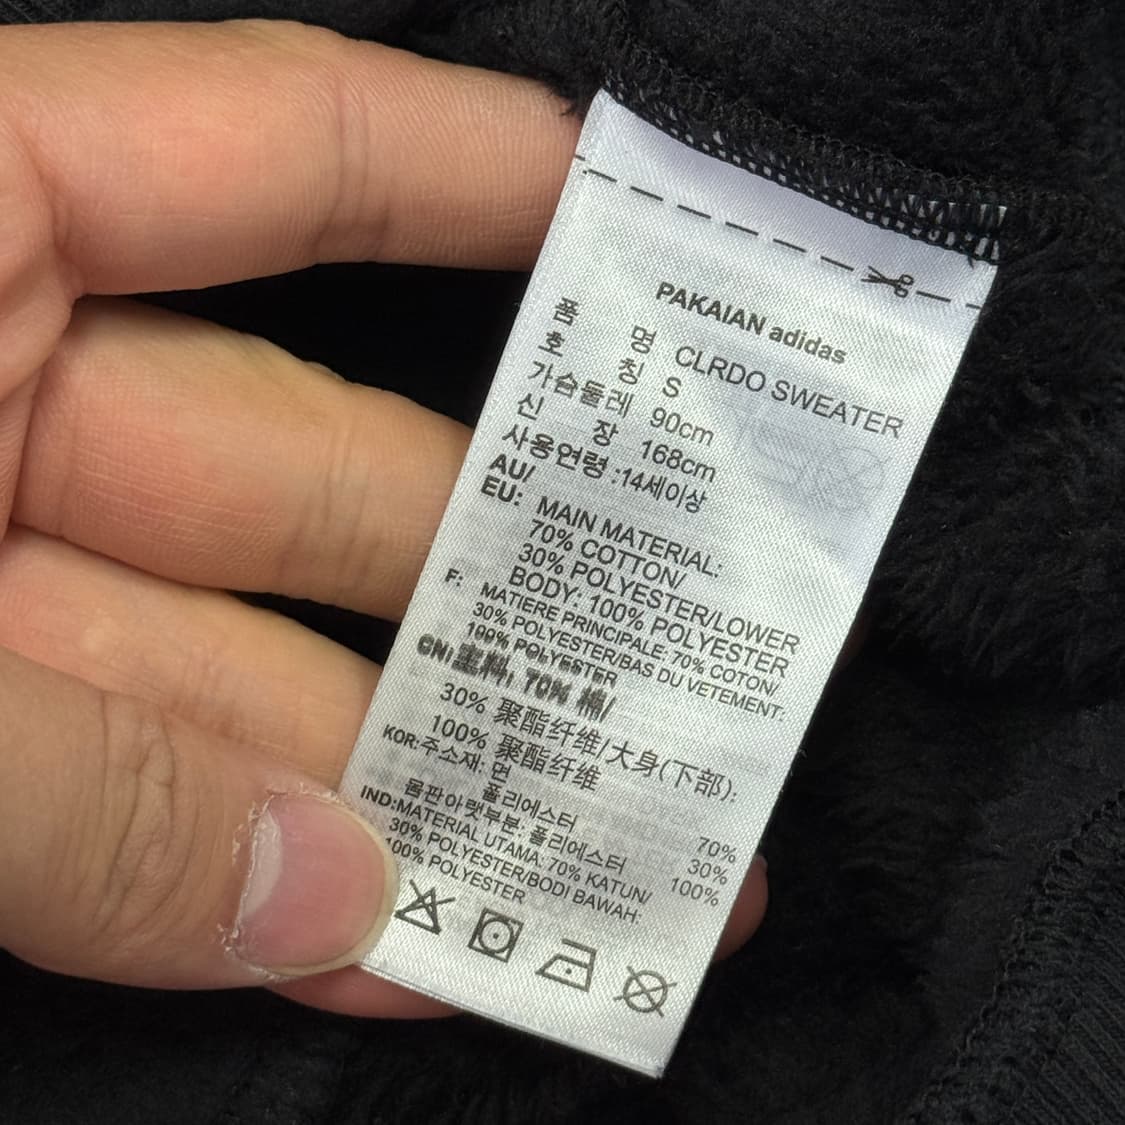 PAKAIAN adidas
품 명 CLRDO SWEATER
호 칭 S
가슴둘레 90cm
신 장 168cm
사용연령:14세이상
AU/
EU: MAIN MATERIAL:
70% COTTON/
30% POLYESTER/LOWER
BODY: 100% POLYESTER
F: MATIERE PRINCIPALE:70% COTON/
30% POLYESTER/BAS DU VETEMENT:
100% POLYESTER
CN:主料: 70% 棉/
30% 聚酯纤维/大身(下部):
100% 聚酯纤维
KOR:주소재: 면 70%
폴리에스터 30%
몸판아랫부분: 폴리에스터 100%
IND:MATERIAL UTAMA: 70% KATUN/
30% POLYESTER/BODI BAWAH:
100% POLYESTER